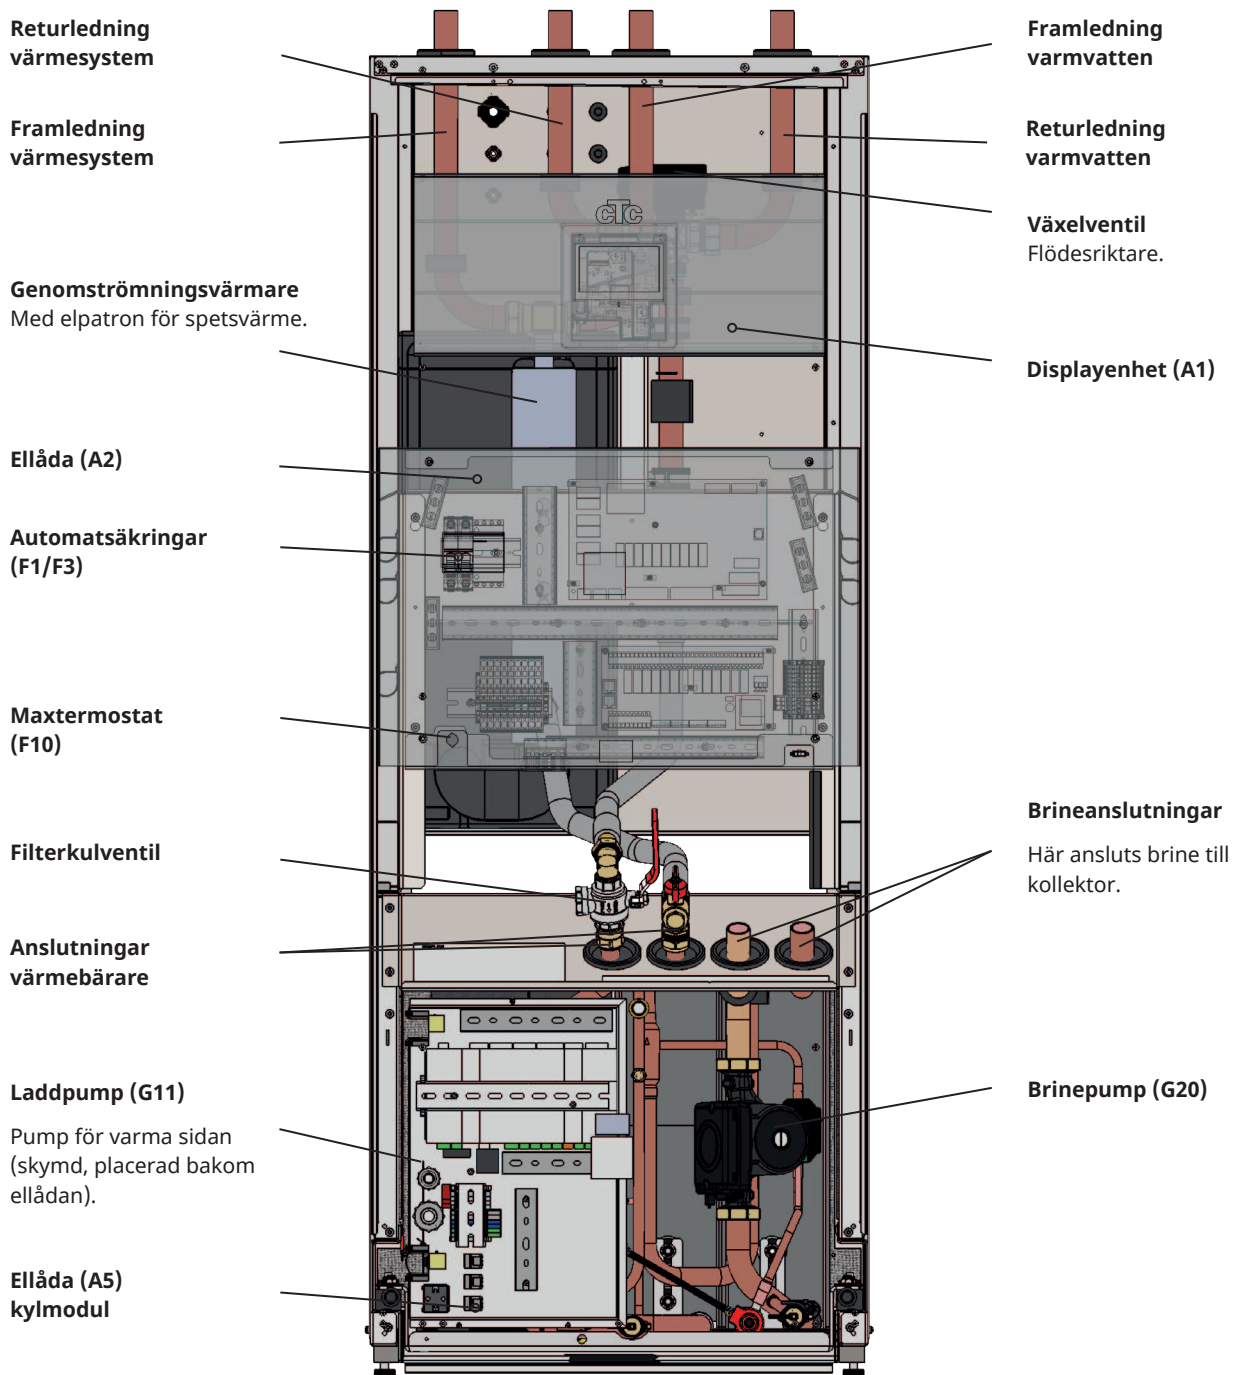 Returledning
värmesystem
Framledning
värmesystem
Genomströmningsvärmare
Med elpatron för spetsvärme.
Ellåda (A2)
Automatsäkringar
(F1/F3)
Maxtermostat
(F10)
Filterkulventil
Anslutningar
värmebärare
Laddpump (G11)
Pump för varma sidan
(skymd, placerad bakom
ellådan).
Ellåda (A5)
kylmodul
CTC
Framledning
varmvatten
Returledning
varmvatten
Växelventil
Flödesriktare.
Displayenhet (A1)
Brineanslutningar
Här ansluts brine till
kollektor.
Brinepump (G20)